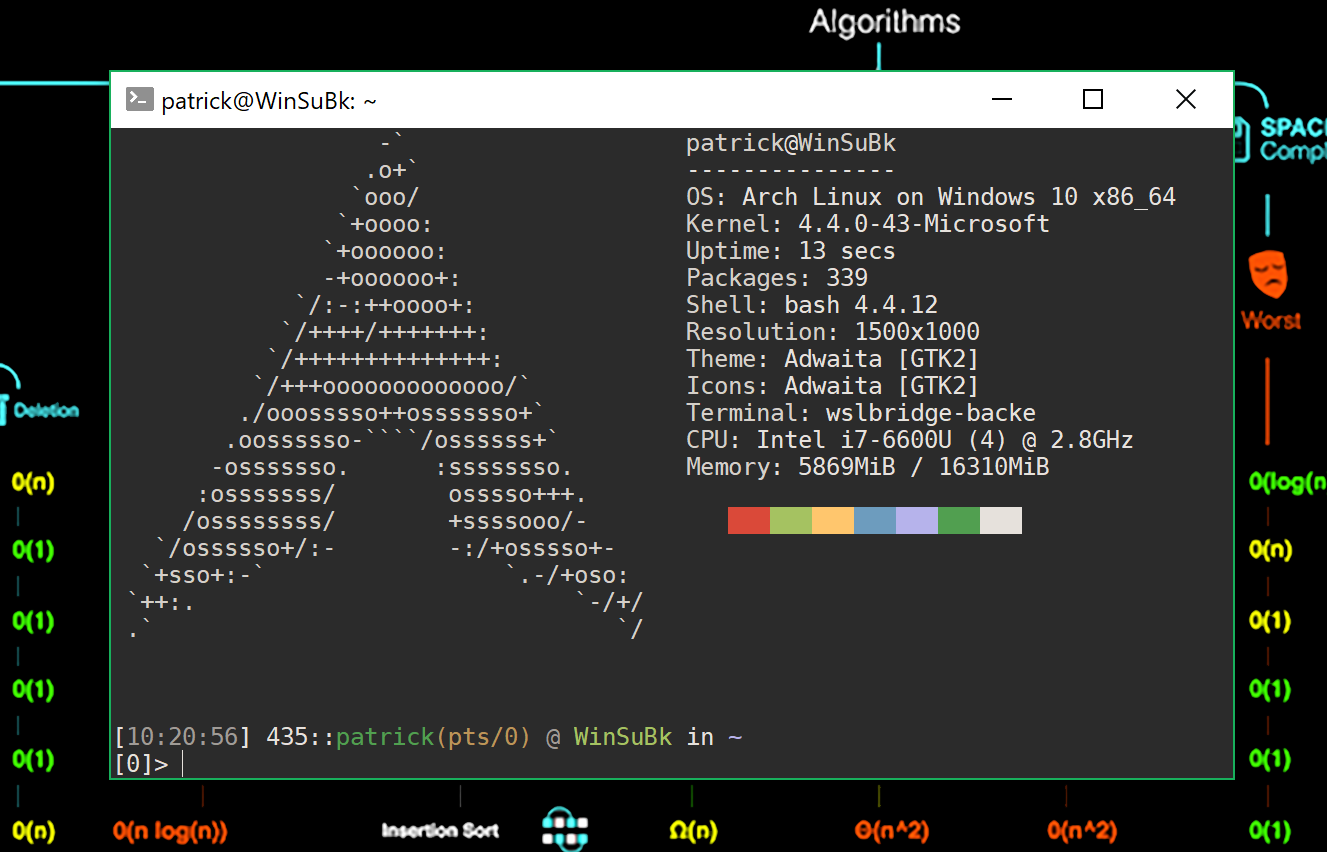 Algorithms
patrick@WinSuBk: ~
SPAC
Compl
Worst
Deletion
-`
.o+`
`ooo/
`+oooo:
`+oooooo:
-+oooooo+:
`/:-:++oooo+:
`/++++/+++++++:
`/++++++++++++++:
`/+++ooooooooooooo/`
./ooosssso++osssssso+`
.oossssso-````/ossssss+`
-osssssso.      :ssssssso.
:osssssss/        osssso+++.
/ossssssss/        +ssssooo/-
`/ossssso+/:-        -:/+osssso+-
`+sso+:-`                 `.-/+oso:
`++:.                           `-/+/
.`                                 `/
patrick@WinSuBk
---------------
OS: Arch Linux on Windows 10 x86_64
Kernel: 4.4.0-43-Microsoft
Uptime: 13 secs
Packages: 339
Shell: bash 4.4.12
Resolution: 1500x1000
Theme: Adwaita [GTK2]
Icons: Adwaita [GTK2]
Terminal: wslbridge-backe
CPU: Intel i7-6600U (4) @ 2.8GHz
Memory: 5869MiB / 16310MiB
[10:20:56] 435::patrick(pts/0) @ WinSuBk in ~
[0]>
O(n)
O(1)
O(1)
O(1)
O(1)
O(n)
O(log(n
O(n)
O(1)
O(1)
O(1)
O(1)
O(n log(n))
Insertion Sort
Ω(n)
Θ(n^2)
O(n^2)